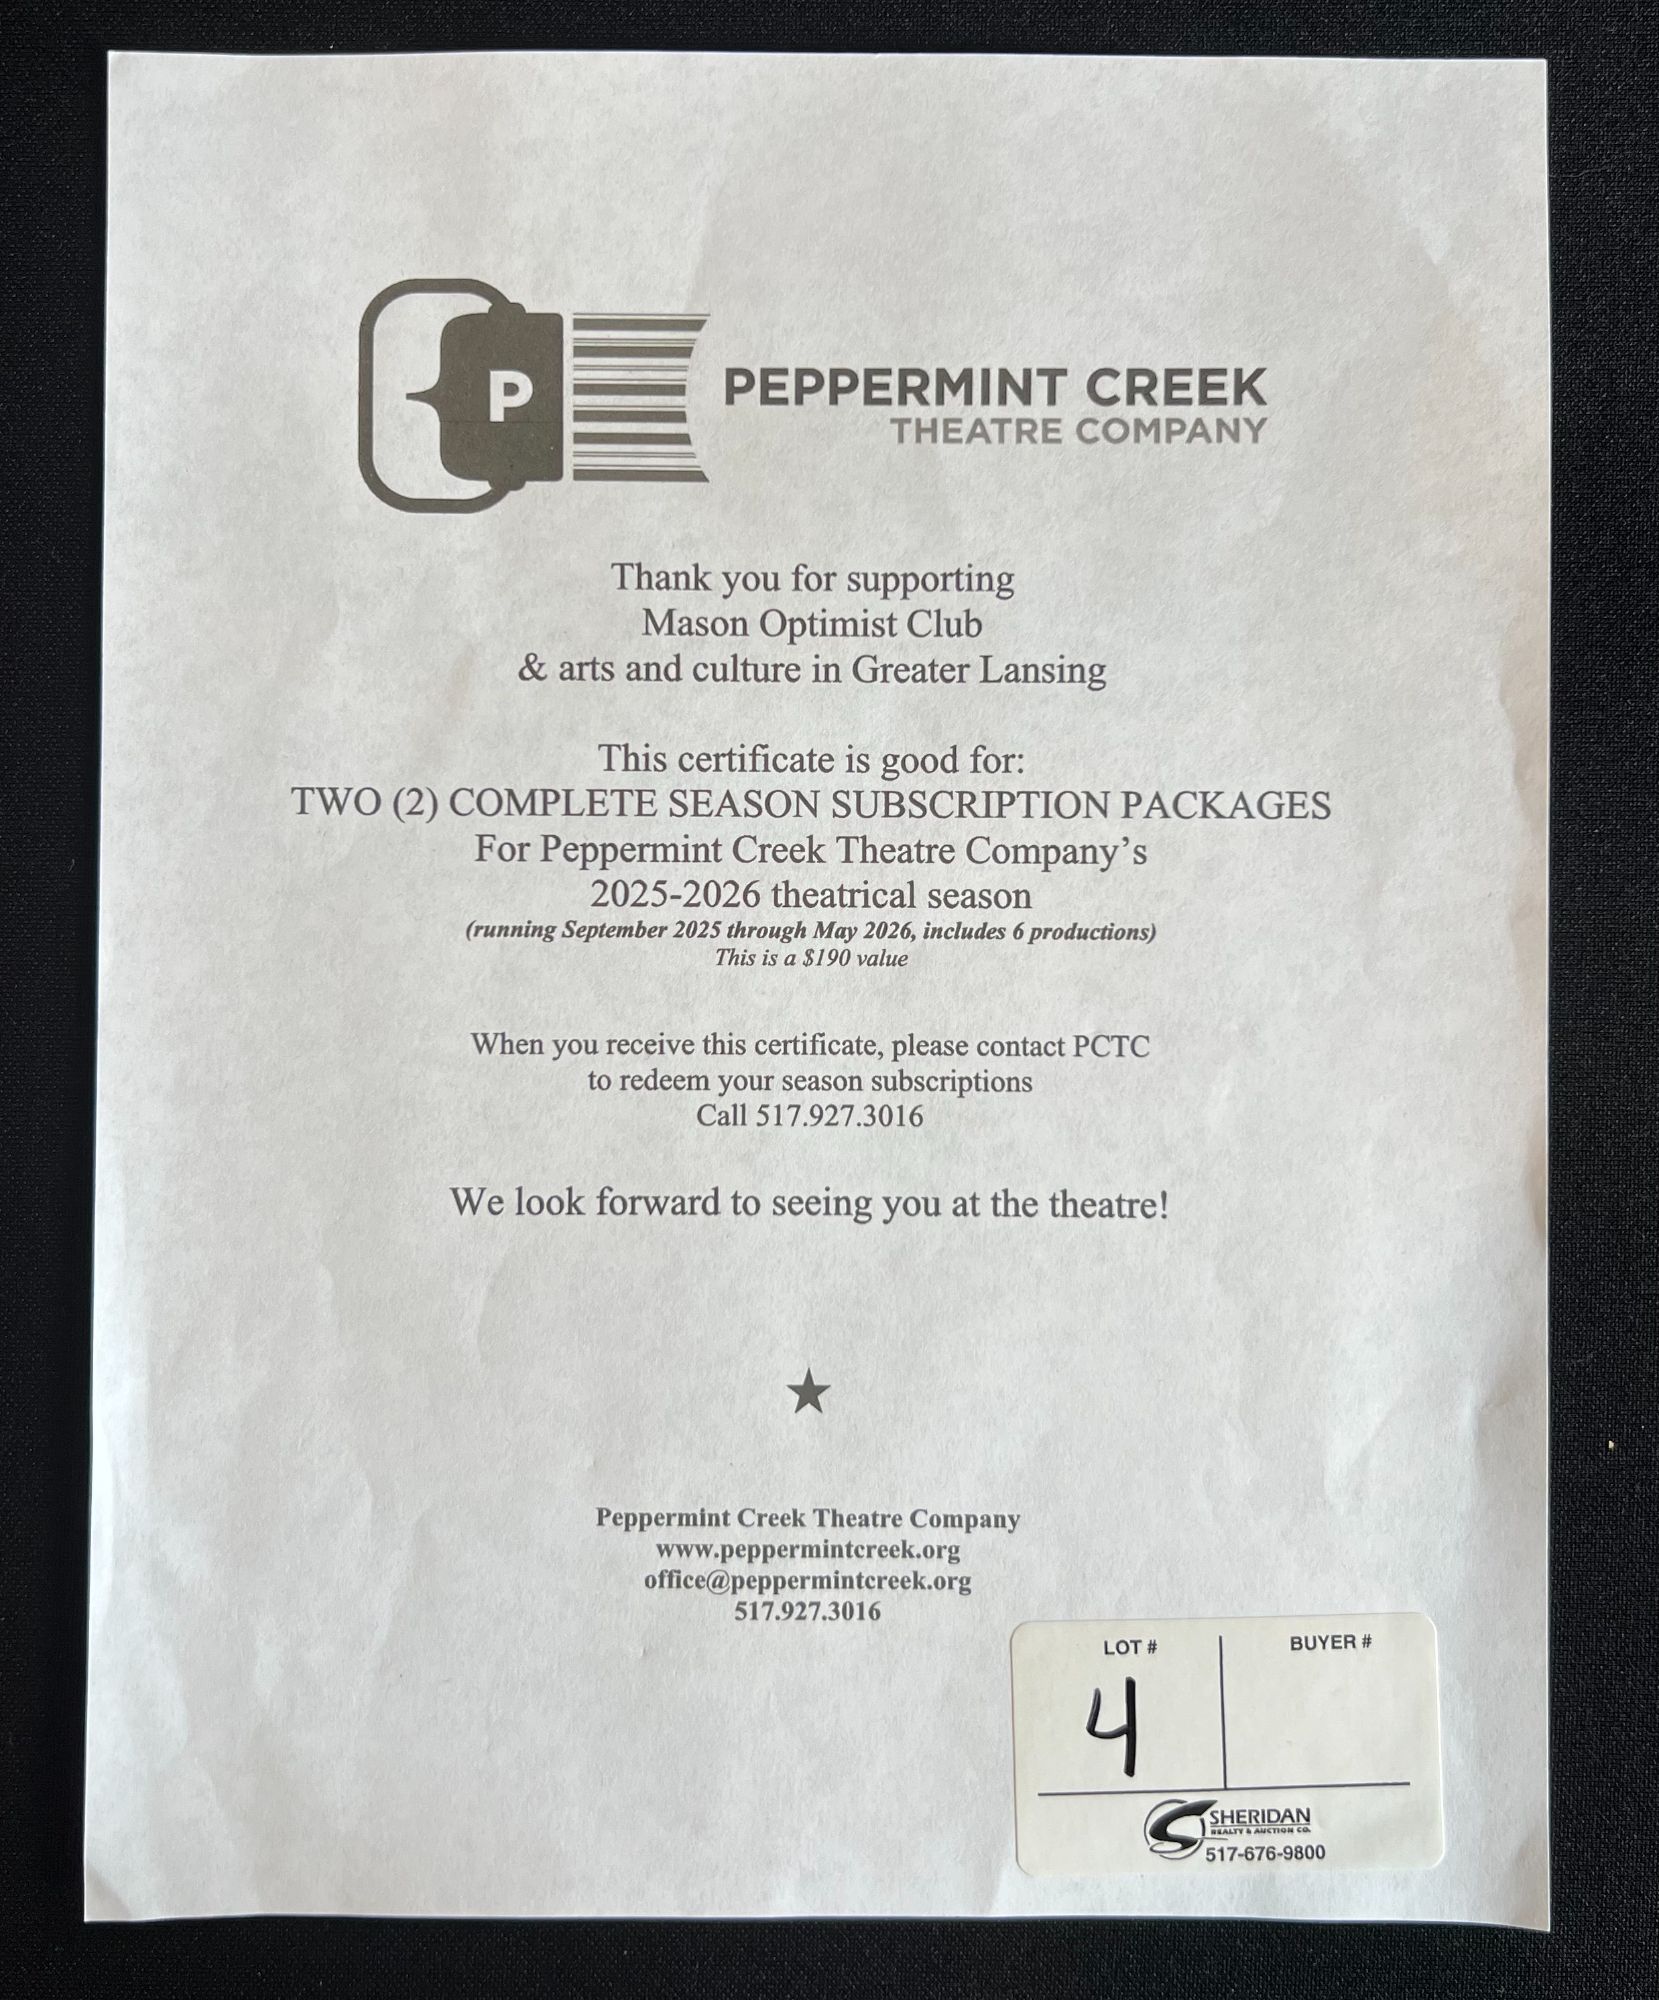 P
PEPPERMINT CREEK
THEATRE COMPANY
Thank you for supporting
Mason Optimist Club
& arts and culture in Greater Lansing
This certificate is good for:
TWO (2) COMPLETE SEASON SUBSCRIPTION PACKAGES
For Peppermint Creek Theatre Company's
2025-2026 theatrical season
(running September 2025 through May 2026, includes 6 productions)
This is a $190 value
When you receive this certificate, please contact PCTC
to redeem your season subscriptions
Call 517.927.3016
We look forward to seeing you at the theatre!
Peppermint Creek Theatre Company
www.peppermintcreek.org
office@peppermintcreek.org
517.927.3016
LOT # BUYER #
4
SHERIDAN
REALTY & AUCTION CO.
517-676-9800